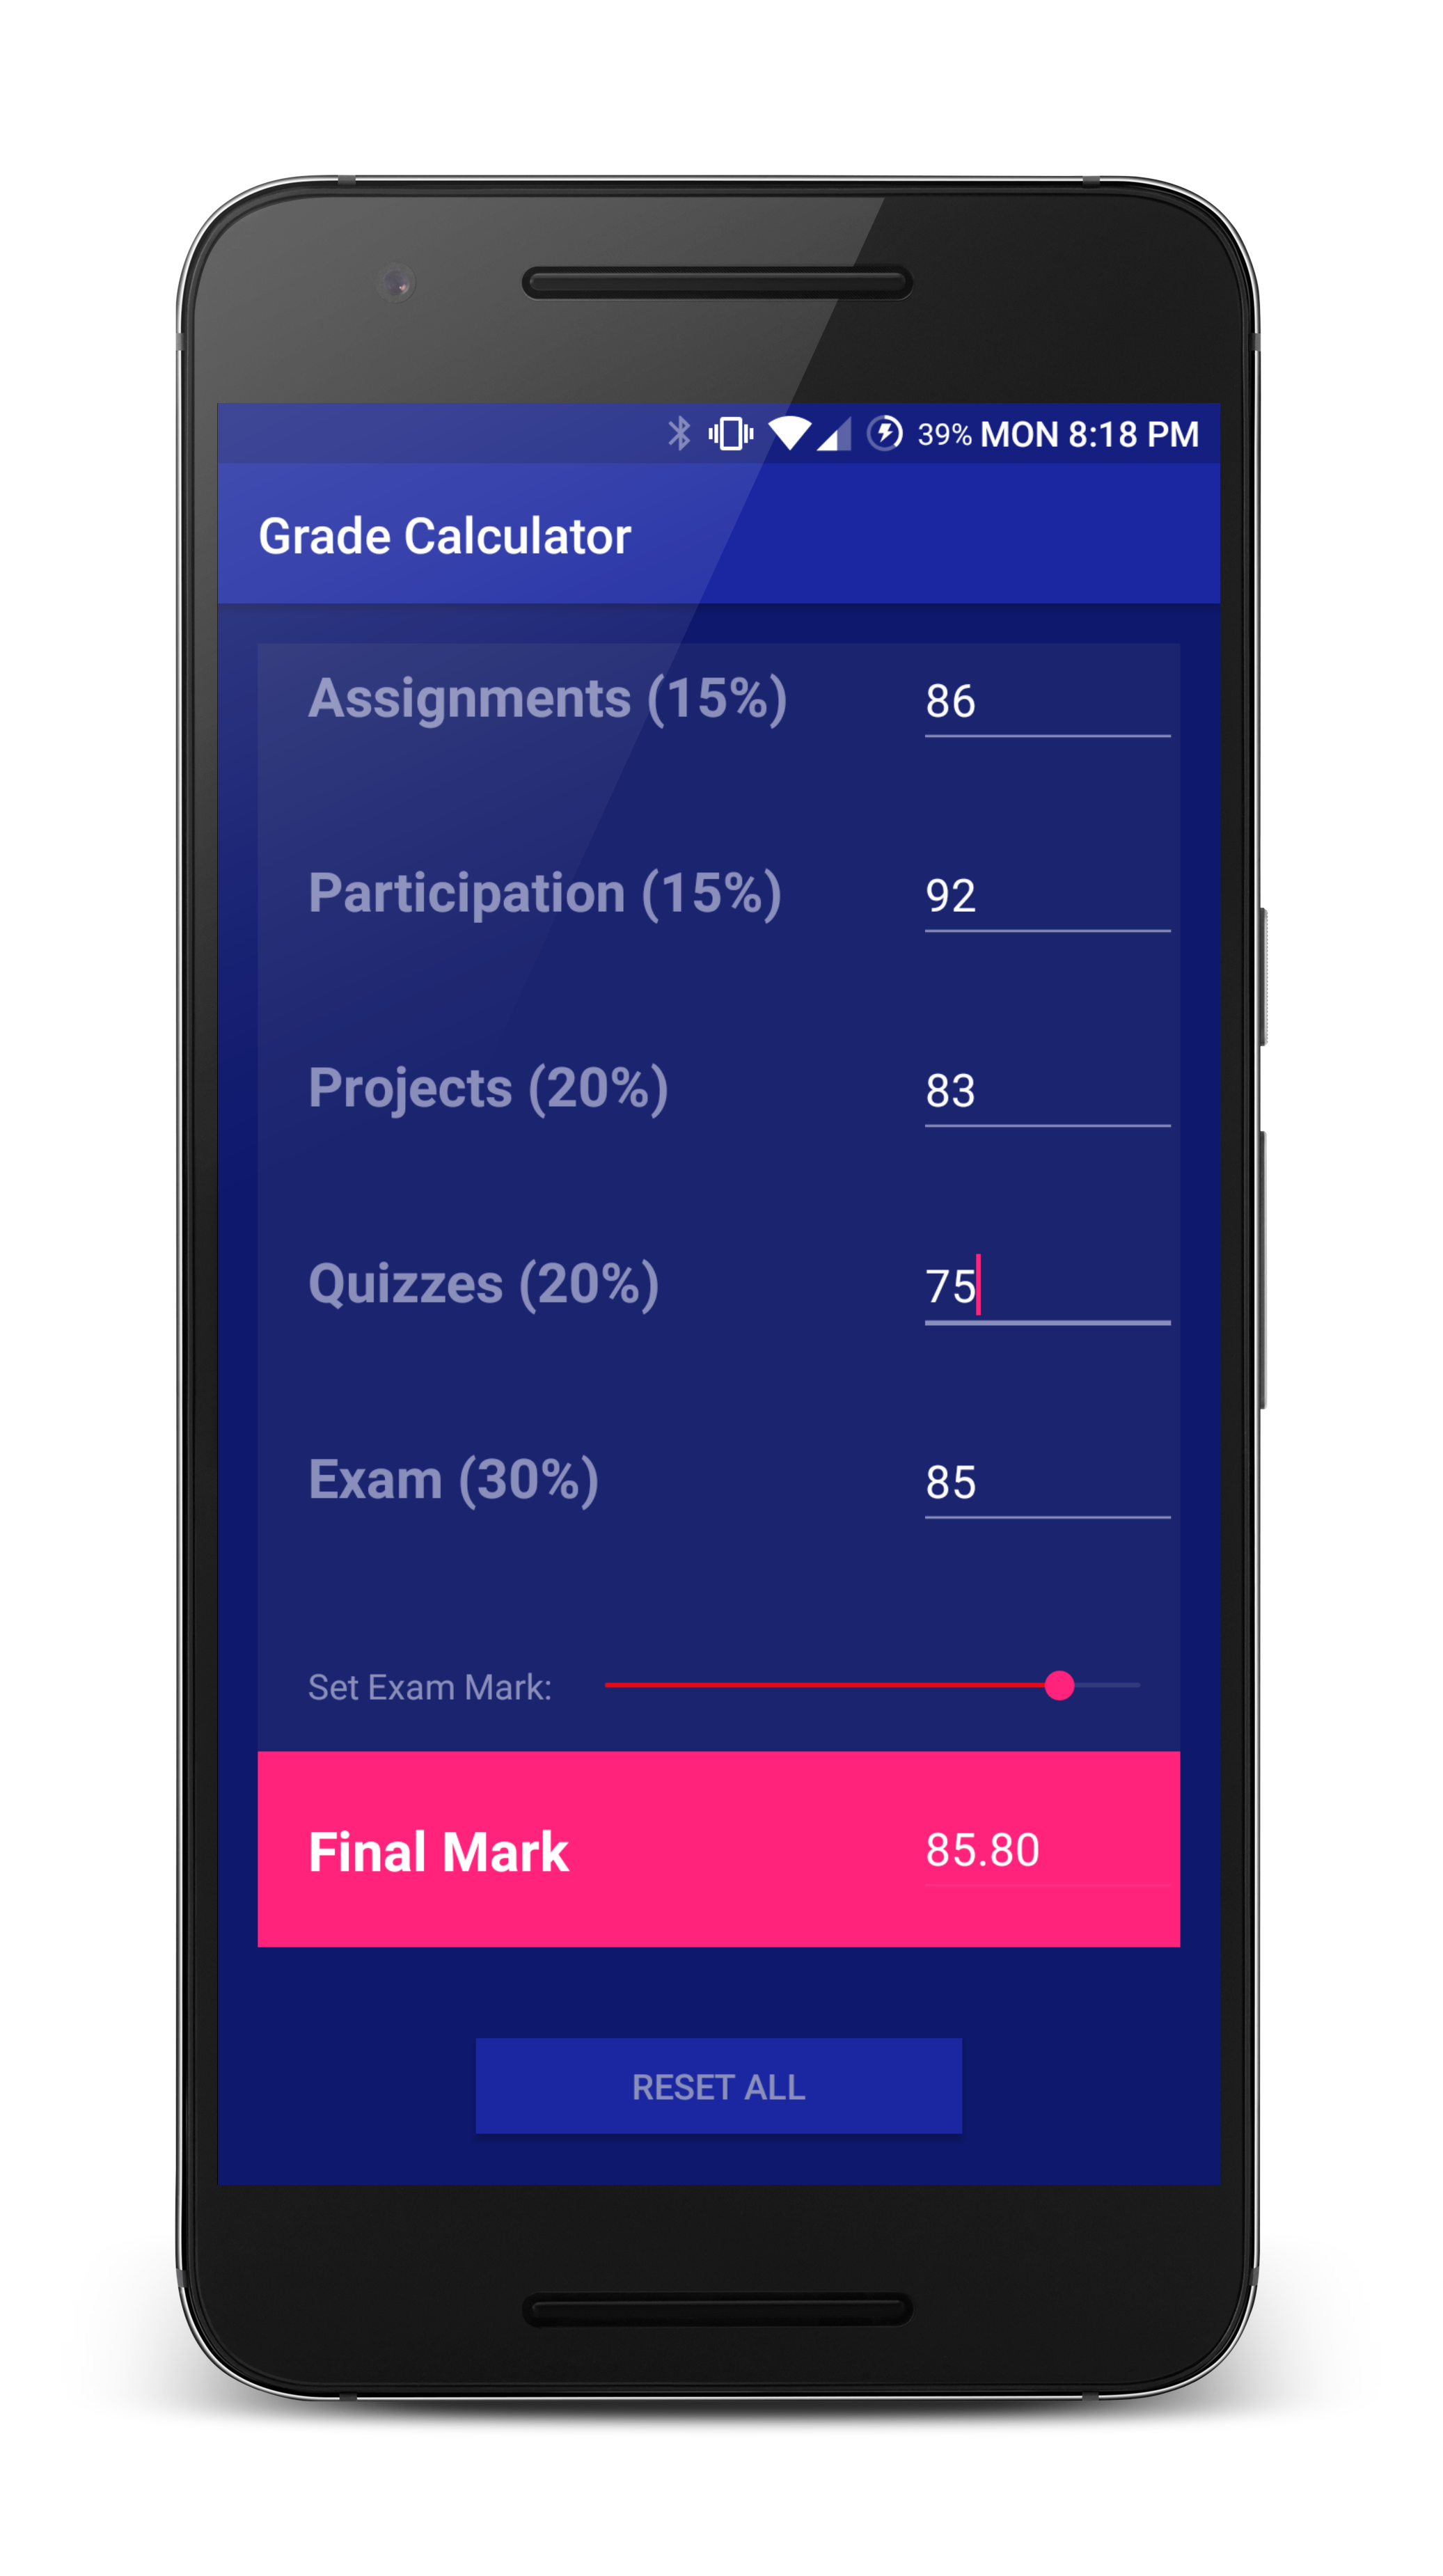 39% MON 8:18 PM
Grade Calculator
Assignments (15%) 86
Participation (15%) 92
Projects (20%) 83
Quizzes (20%) 75
Exam (30%) 85
Set Exam Mark:
Final Mark 85.80
RESET ALL